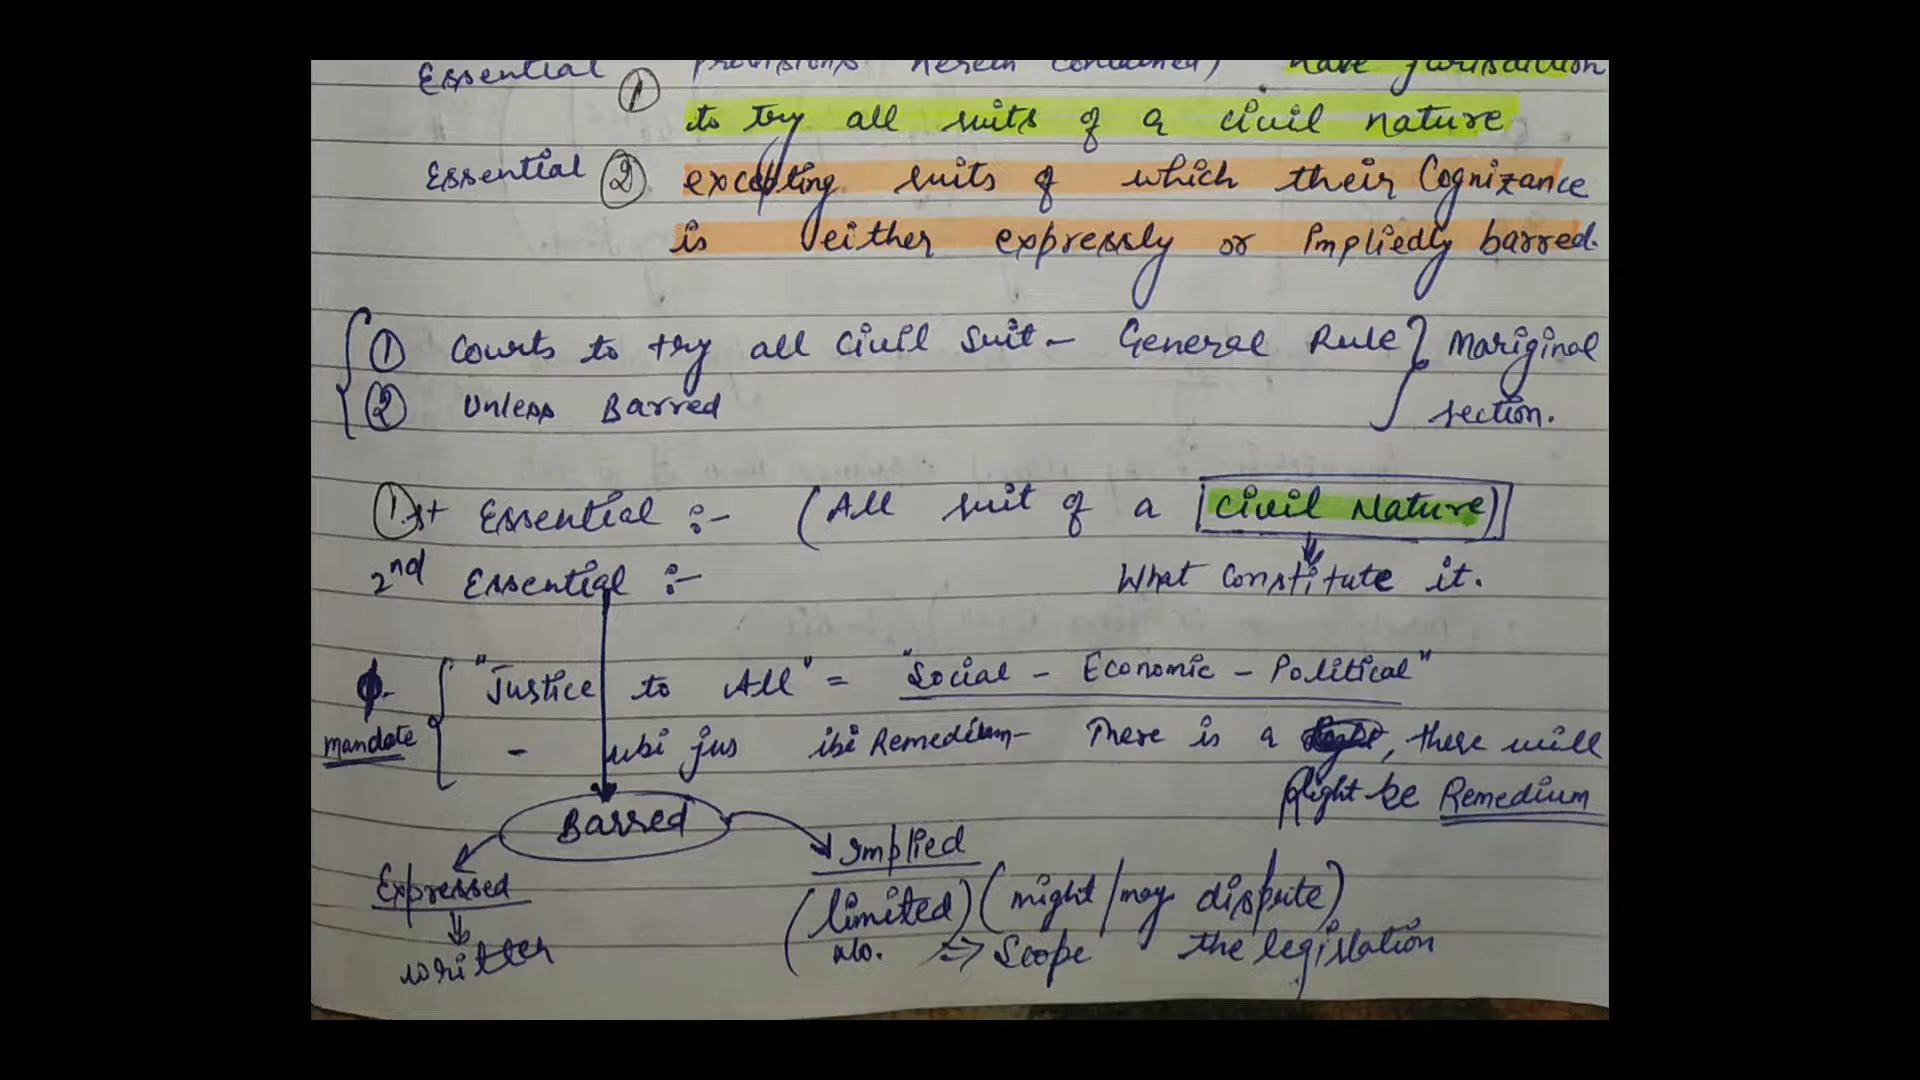 Essential ① provisions herein contained) have jurisdiction
to try all suits of a civil nature
Essential ② excepting suits of which their Cognizance
is either expressly or Impliedly barred.
① Courts to try all Civil Suit - General Rule } Mariginal
② Unless Barred section.
①st Essential :- (All suit of a Civil Nature)
2nd Essential :- What Constitute it.
"Justice to All" = "Social - Economic - Political"
mandate - ubi jus ibi Remedium - There is a , there will
Right be Remedium
Barred
Implied
Expressed (limited) (might/may dispute)
written no. => Scope the legislation